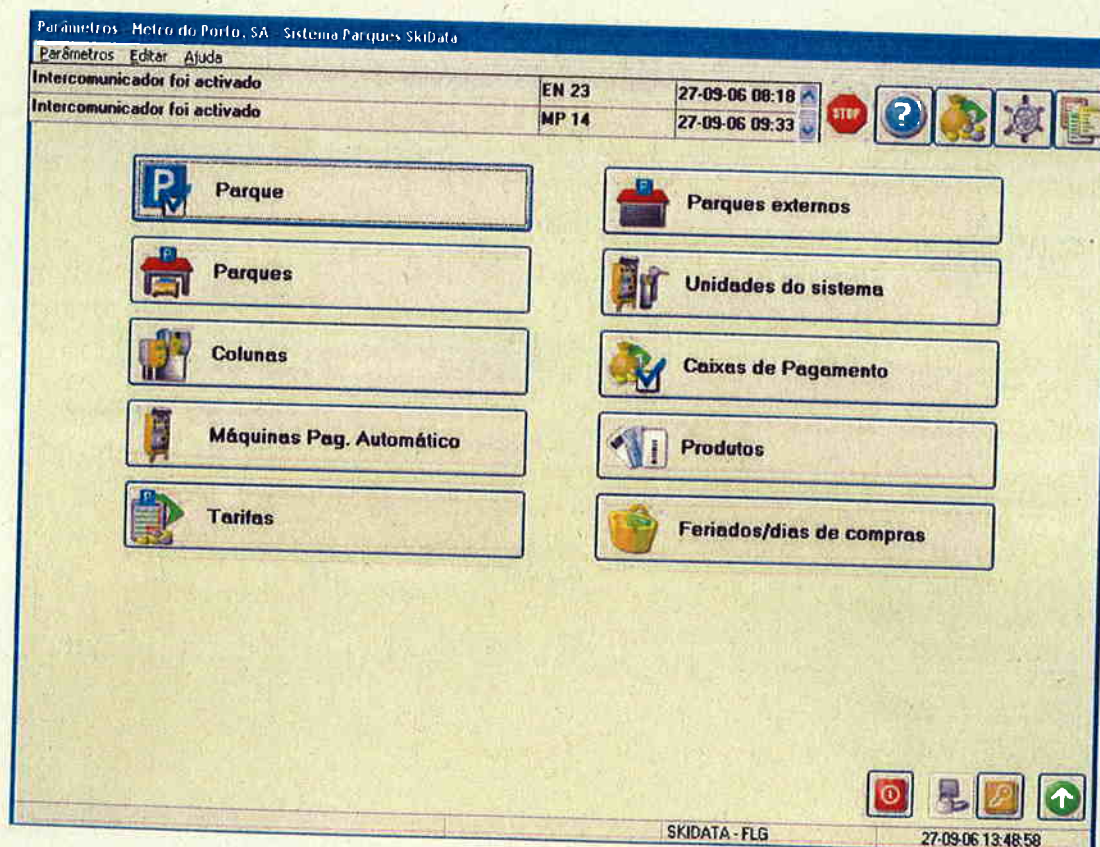 Parâmetros - Metro do Porto, SA - Sistema Parques SkiData
Parâmetros Editar Ajuda
Intercomunicador foi activado EN 23 27-09-06 08:18
Intercomunicador foi activado MP 14 27-09-06 09:33
STOP
Parque
Parques
Colunas
Máquinas Pag. Automático
Tarifas
Parques externos
Unidades do sistema
Caixas de Pagamento
Produtos
Feriados/dias de compras
SKIDATA - FLG 27-09-06 13:48:58